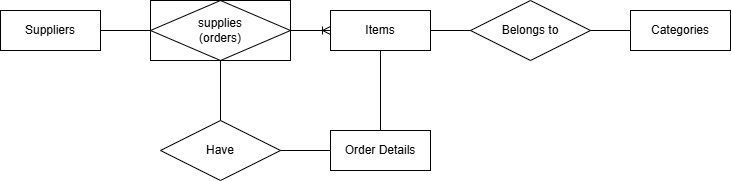 Suppliers
supplies
(orders)
Items
Belongs to
Categories
Have
Order Details